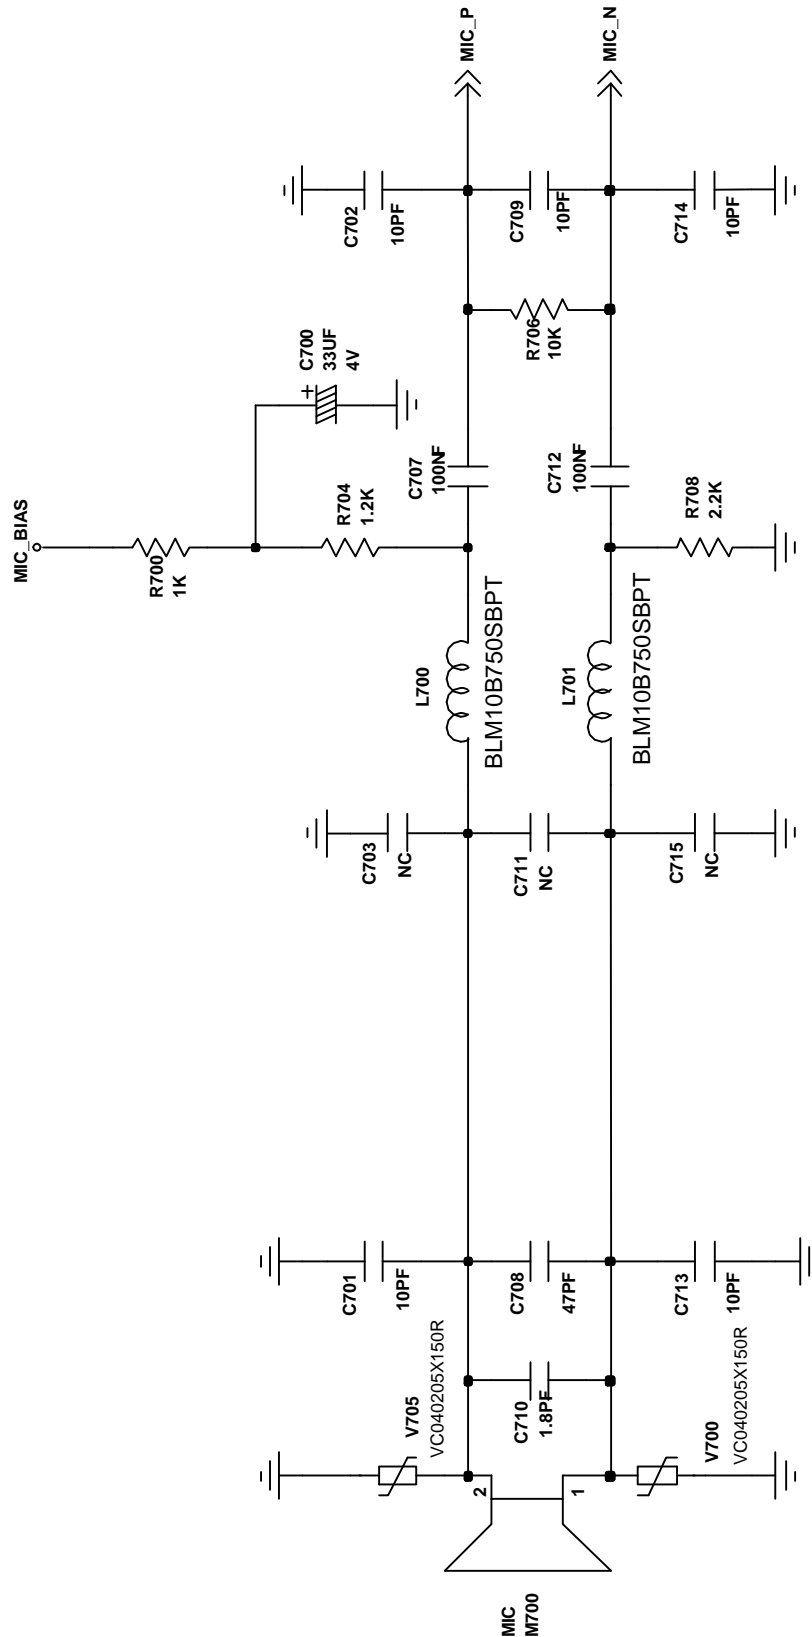 MIC_BIAS
R700
1K
C700
33UF
4V
R704
1.2K
MIC_P
MIC_N
C702
10PF
C709
10PF
C714
10PF
R706
10K
C707
100NF
C712
100NF
R708
2.2K
L700
BLM10B750SBPT
L701
BLM10B750SBPT
C703
NC
C711
NC
C715
NC
C701
10PF
C708
47PF
C713
10PF
V705
VC040205X150R
C710
1.8PF
V700
VC040205X150R
2
1
MIC
M700